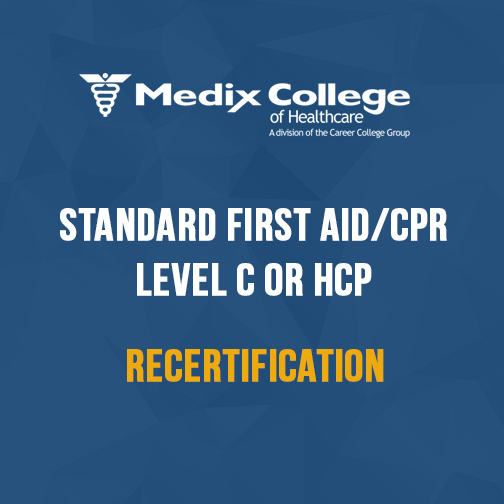 Medix College
of Healthcare
A division of the Career College Group
STANDARD FIRST AID/CPR
LEVEL C OR HCP
RECERTIFICATION